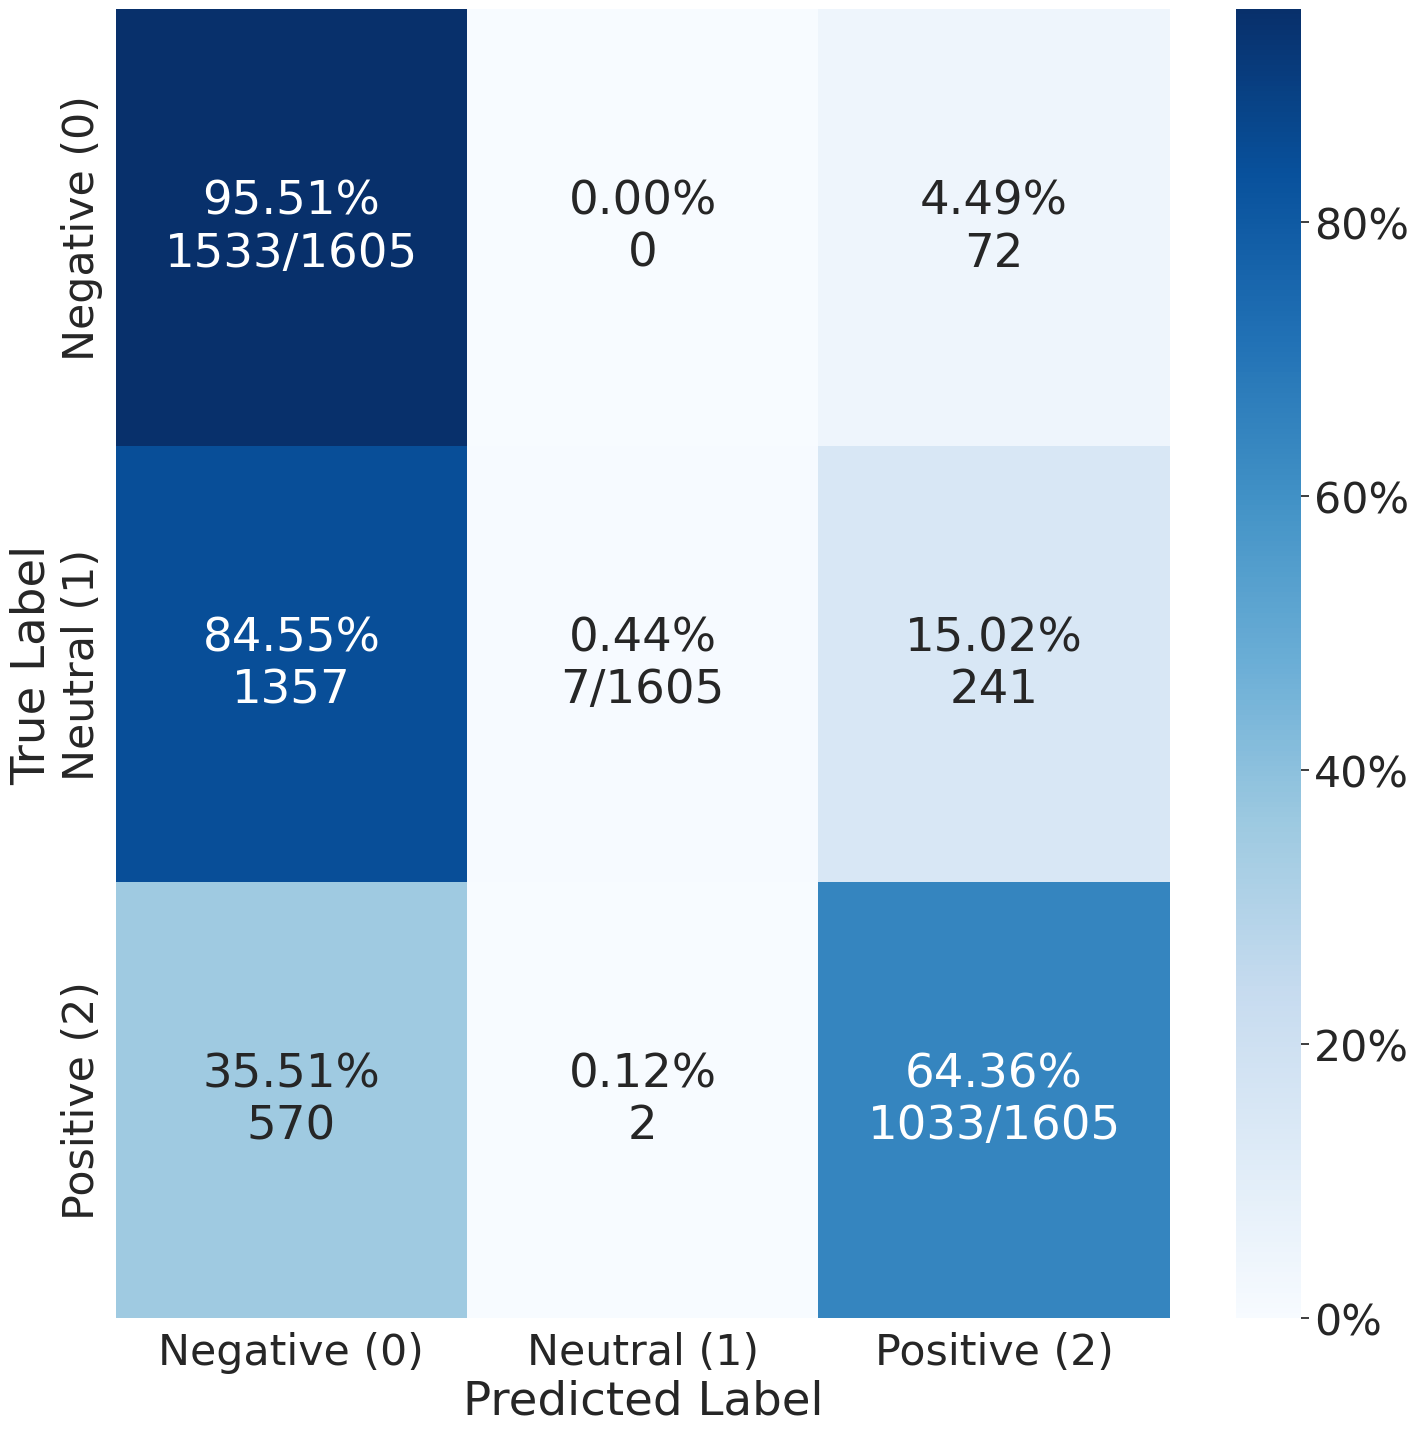 True Label
Negative (0)
95.51%
1533/1605
0.00%
0
4.49%
72
Neutral (1)
84.55%
1357
0.44%
7/1605
15.02%
241
Positive (2)
35.51%
570
0.12%
2
64.36%
1033/1605
Negative (0)
Neutral (1)
Positive (2)
Predicted Label
80%
60%
40%
20%
0%